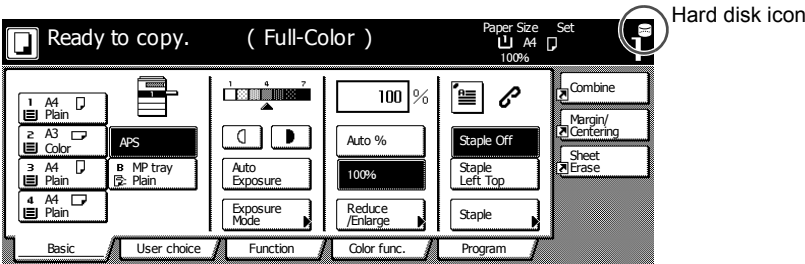 Hard disk icon
Ready to copy. ( Full-Color )
Paper Size Set
A4 1
100%
1 4 7
100 %
Combine
1 A4
Plain
2 A3
Color
3 A4
Plain
4 A4
Plain
APS
B MP tray
Plain
Auto
Exposure
Exposure
Mode
Auto %
100%
Reduce
/Enlarge
Staple Off
Staple
Left Top
Staple
Margin/
Centering
Sheet
Erase
Basic
User choice
Function
Color func.
Program